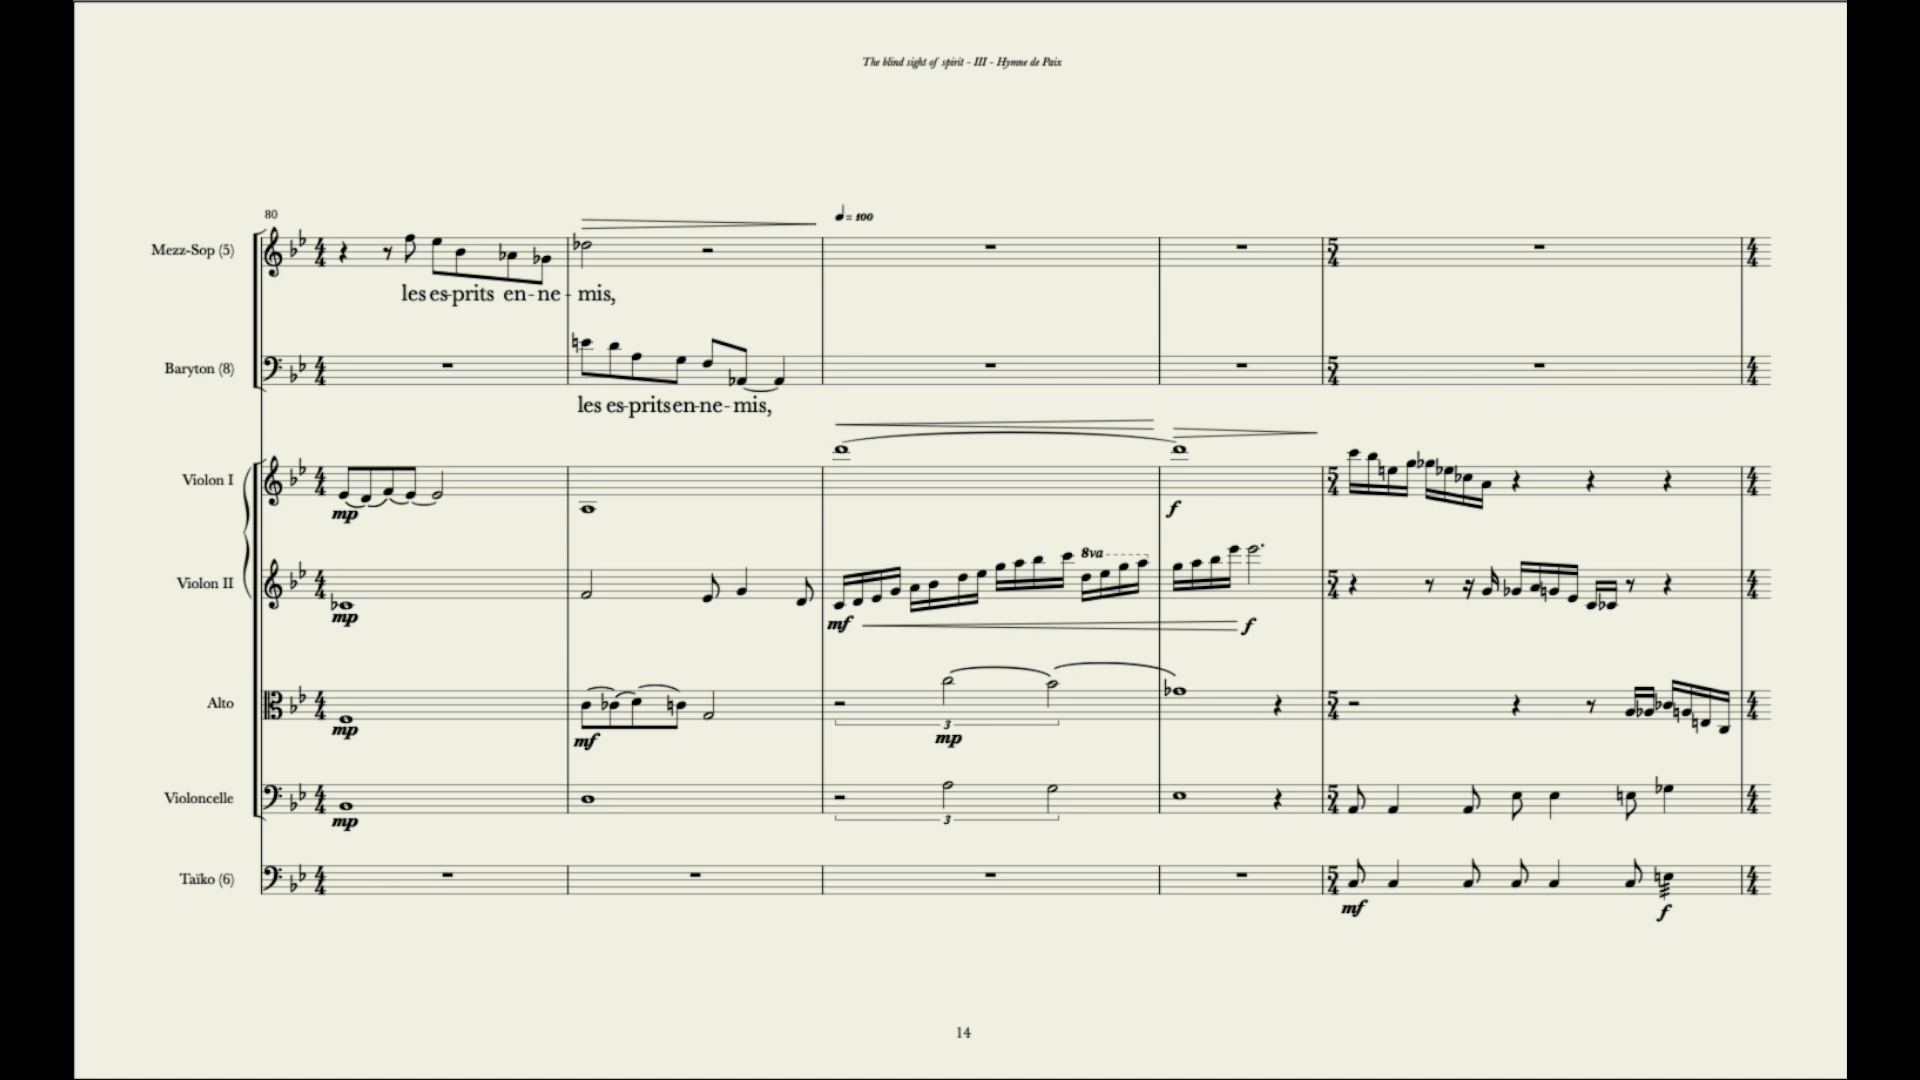 The blind sight of spirit - III - Hymne de Paix
80
♩= 100
Mezz-Sop (5)
les es-prits en-ne-mis,
Baryton (8)
les es-prits en-ne-mis,
Violon I
mp
f
Violon II
8va
mp
mf
f
Alto
3
mp
mf
mp
Violoncelle
mp
3
Taïko (6)
mf
f
14